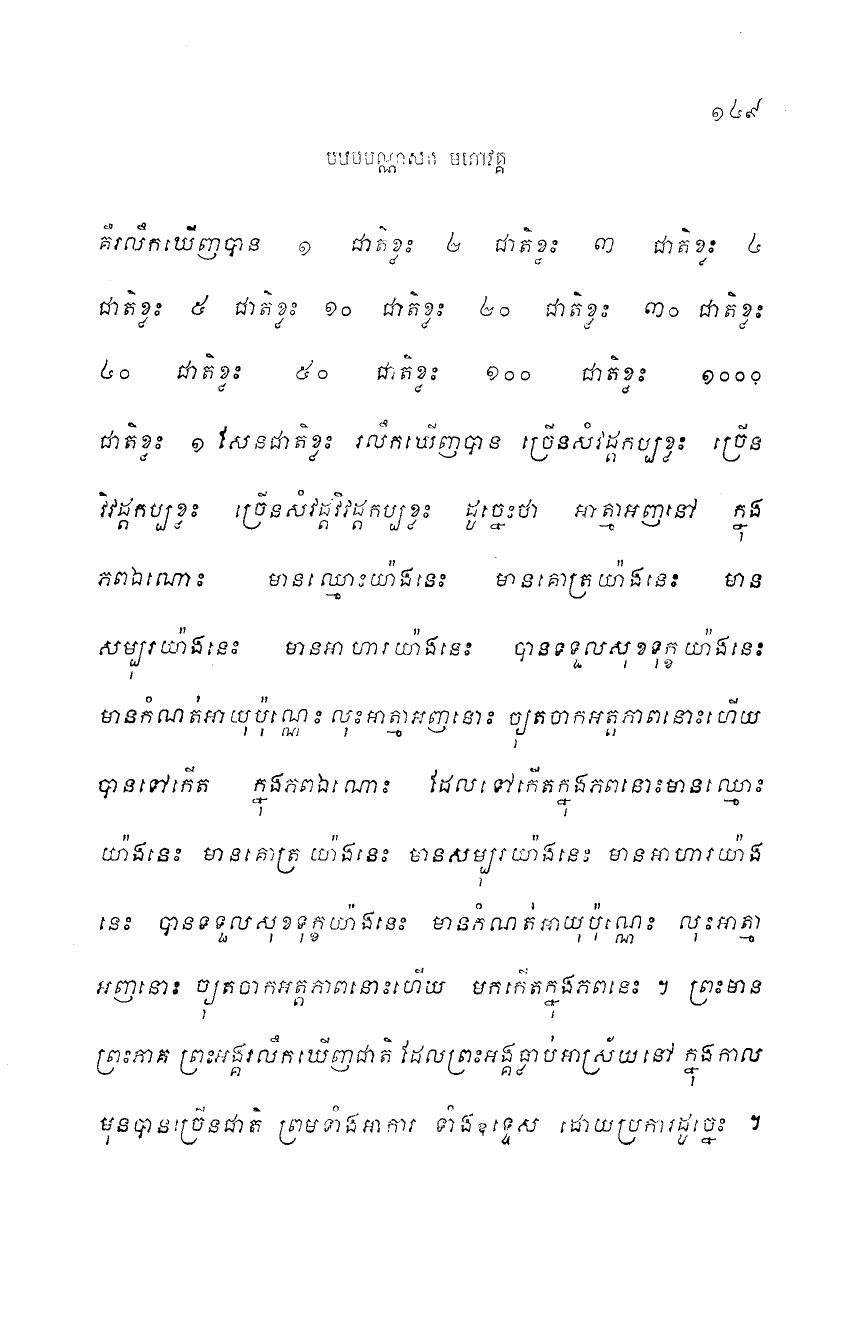 ១៤៩
បឋមបណ្ណាសក មហាវគ្គ
គឺរលឹកឃើញបាន ១ ជាតិខ្លះ ២ ជាតិខ្លះ ៣ ជាតិខ្លះ ៤
ជាតិខ្លះ ៥ ជាតិខ្លះ ១០ ជាតិខ្លះ ២០ ជាតិខ្លះ ៣០ ជាតិខ្លះ
៤០ ជាតិខ្លះ ៥០ ជាតិខ្លះ ១០០ ជាតិខ្លះ ១០០០
ជាតិខ្លះ ១ សែនជាតិខ្លះ រលឹកឃើញបាន ច្រើនសំវដ្តកប្បខ្លះ ច្រើន
វិវដ្តកប្បខ្លះ ច្រើនសំវដ្តវិវដ្តកប្បខ្លះ ដូច្នេះថា អាត្មាអញនៅ ក្នុង
ភពឯណោះ មានឈ្មោះយ៉ាងនេះ មានគោត្រយ៉ាងនេះ មាន
សម្បុរយ៉ាងនេះ មានអាហារយ៉ាងនេះ បានទទួលសុខទុក្ខយ៉ាងនេះ
មានកំណត់អាយុប៉ុណ្ណេះ លុះអាត្មាអញនោះ ច្យុតចាកអត្តភាពនោះហើយ
បានទៅកើត ក្នុងភពឯណោះ ដែលទៅកើតក្នុងភពនោះមានឈ្មោះ
យ៉ាងនេះ មានគោត្រ យ៉ាងនេះ មានសម្បុរយ៉ាងនេះ មានអាហារយ៉ាង
នេះ បានទទួលសុខទុក្ខយ៉ាងនេះ មានកំណត់អាយុប៉ុណ្ណេះ លុះអាត្មា
អញនោះ ច្យុតចាកអត្តភាពនោះហើយ មកកើតក្នុងភពនេះ ។ ព្រះមាន
ព្រះភាគ ព្រះអង្គរលឹកឃើញជាតិ ដែលព្រះអង្គធ្លាប់អាស្រ័យនៅ ក្នុងកាល
មុនបានច្រើនជាតិ ព្រមទាំងអាការ ទាំងឧទ្ទេស ដោយប្រការដូច្នេះ ។